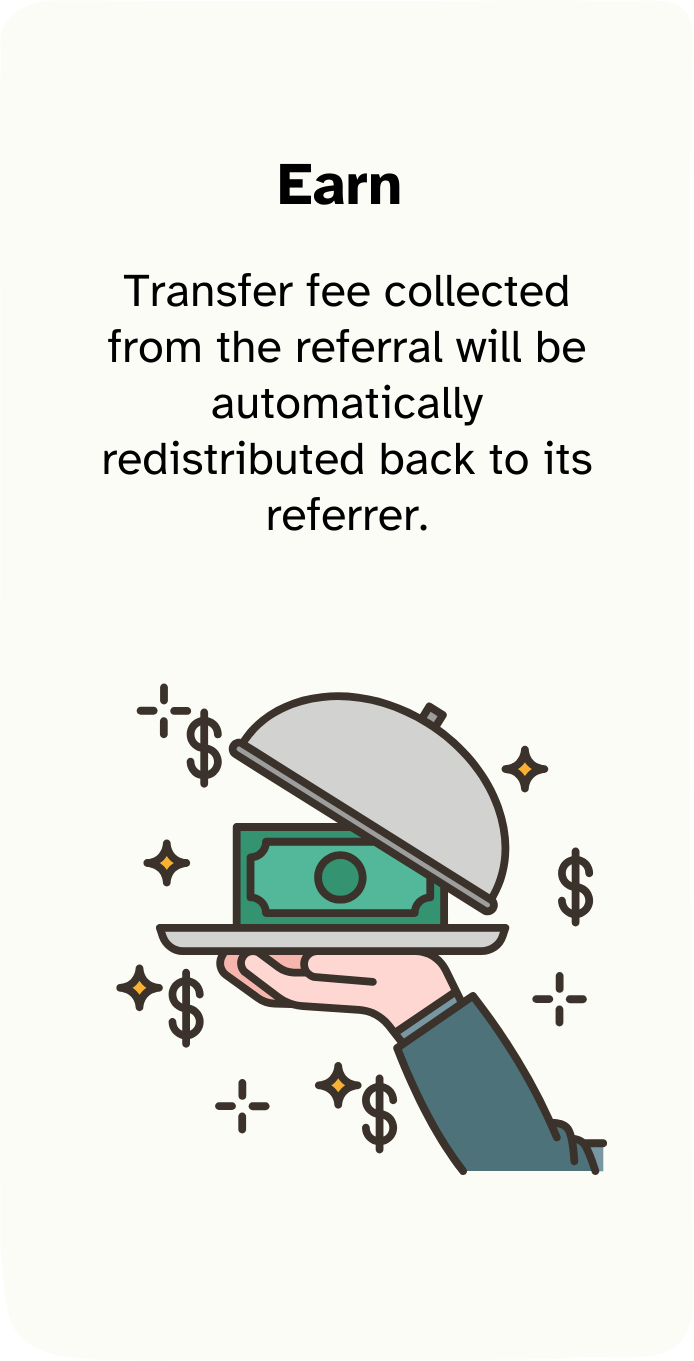 Earn
Transfer fee collected
from the referral will be
automatically
redistributed back to its
referrer.
$
$
$
$